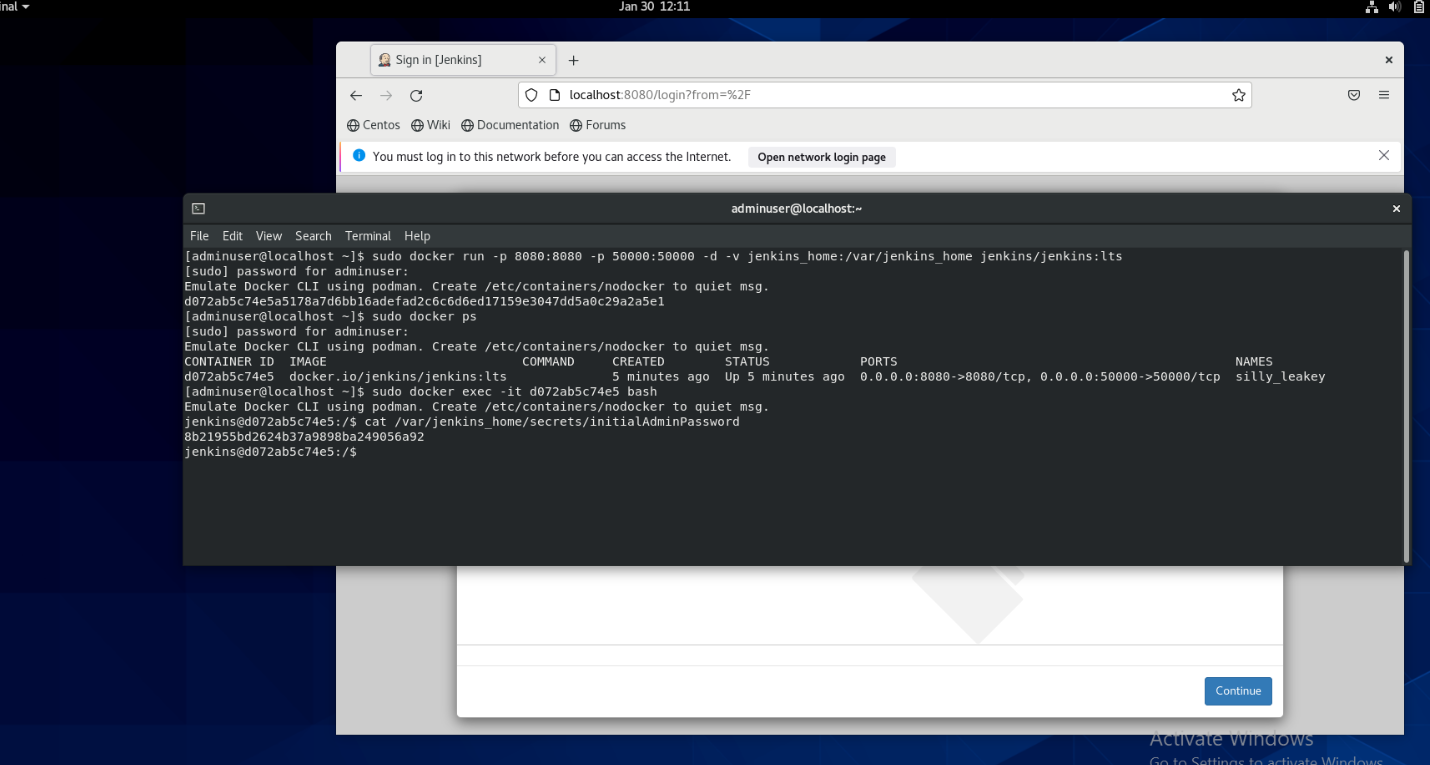 nal
Jan 30 12:11
Sign in [Jenkins]
localhost:8080/login?from=%2F
Centos Wiki Documentation Forums
You must log in to this network before you can access the Internet. Open network login page
adminuser@localhost:~
File Edit View Search Terminal Help
[adminuser@localhost ~]$ sudo docker run -p 8080:8080 -p 50000:50000 -d -v jenkins_home:/var/jenkins_home jenkins/jenkins:lts
[sudo] password for adminuser:
Emulate Docker CLI using podman. Create /etc/containers/nodocker to quiet msg.
d072ab5c74e5a5178a7d6bb16adefad2c6c6d6ed17159e3047dd5a0c29a2a5e1
[adminuser@localhost ~]$ sudo docker ps
[sudo] password for adminuser:
Emulate Docker CLI using podman. Create /etc/containers/nodocker to quiet msg.
CONTAINER ID IMAGE COMMAND CREATED STATUS PORTS NAMES
d072ab5c74e5 docker.io/jenkins/jenkins:lts 5 minutes ago Up 5 minutes ago 0.0.0.0:8080->8080/tcp, 0.0.0.0:50000->50000/tcp silly_leakey
[adminuser@localhost ~]$ sudo docker exec -it d072ab5c74e5 bash
Emulate Docker CLI using podman. Create /etc/containers/nodocker to quiet msg.
jenkins@d072ab5c74e5:/$ cat /var/jenkins_home/secrets/initialAdminPassword
8b21955bd2624b37a9898ba249056a92
jenkins@d072ab5c74e5:/$
Continue
Activate Windows
Go to Settings to activate Windows.